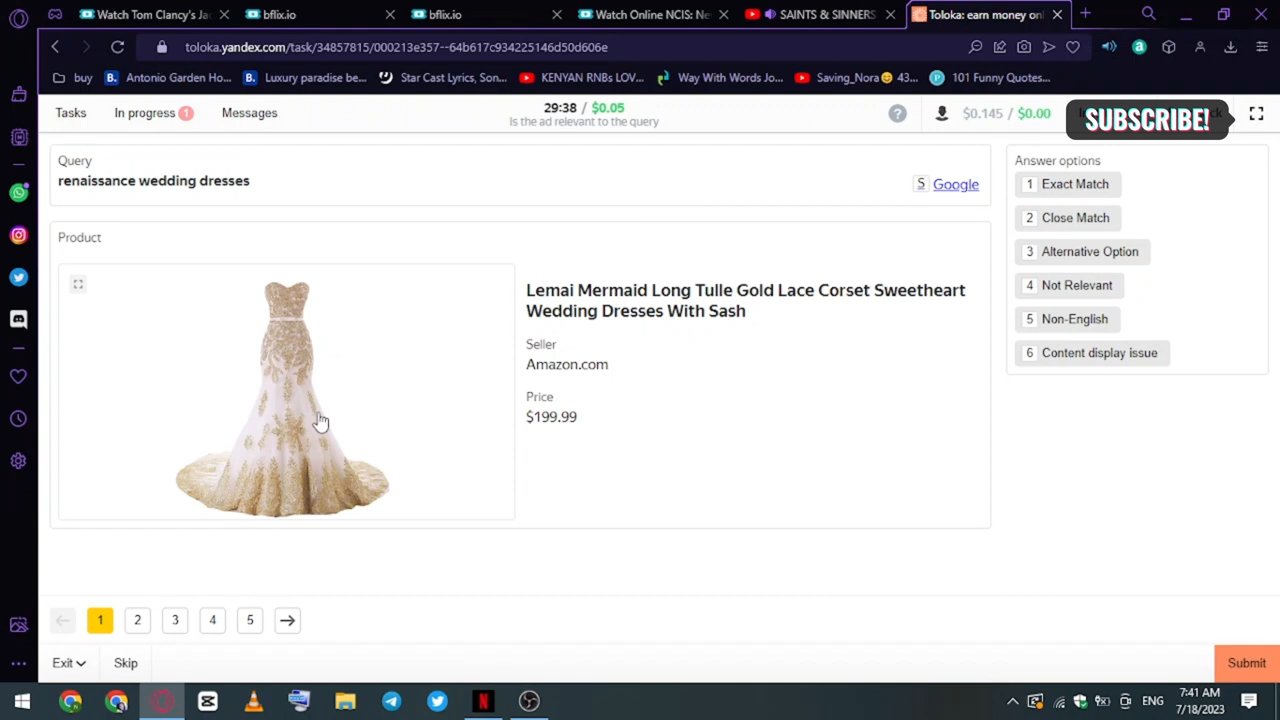 Watch Tom Clancy's Ja
bflix.io
bflix.io
Watch Online NCIS: Ne
SAINTS & SINNERS
Toloka: earn money onl
toloka.yandex.com/task/34857815/000213e357--64b617c934225146d50d606e
buy
B. Antonio Garden Ho...
B. Luxury paradise be...
Star Cast Lyrics, Son...
KENYAN RNBs LOV...
Way With Words Jo...
Saving_Nora😊 43...
P 101 Funny Quotes...
Tasks
In progress 1
Messages
29:38 / $0.05
Is the ad relevant to the query
?
$0.145 / $0.00
SUBSCRIBE!
Query
renaissance wedding dresses
S Google
Product
Lemai Mermaid Long Tulle Gold Lace Corset Sweetheart
Wedding Dresses With Sash
Seller
Amazon.com
Price
$199.99
Answer options
1 Exact Match
2 Close Match
3 Alternative Option
4 Not Relevant
5 Non-English
6 Content display issue
1 2 3 4 5
Exit
Skip
Submit
ENG
7:41 AM
7/18/2023